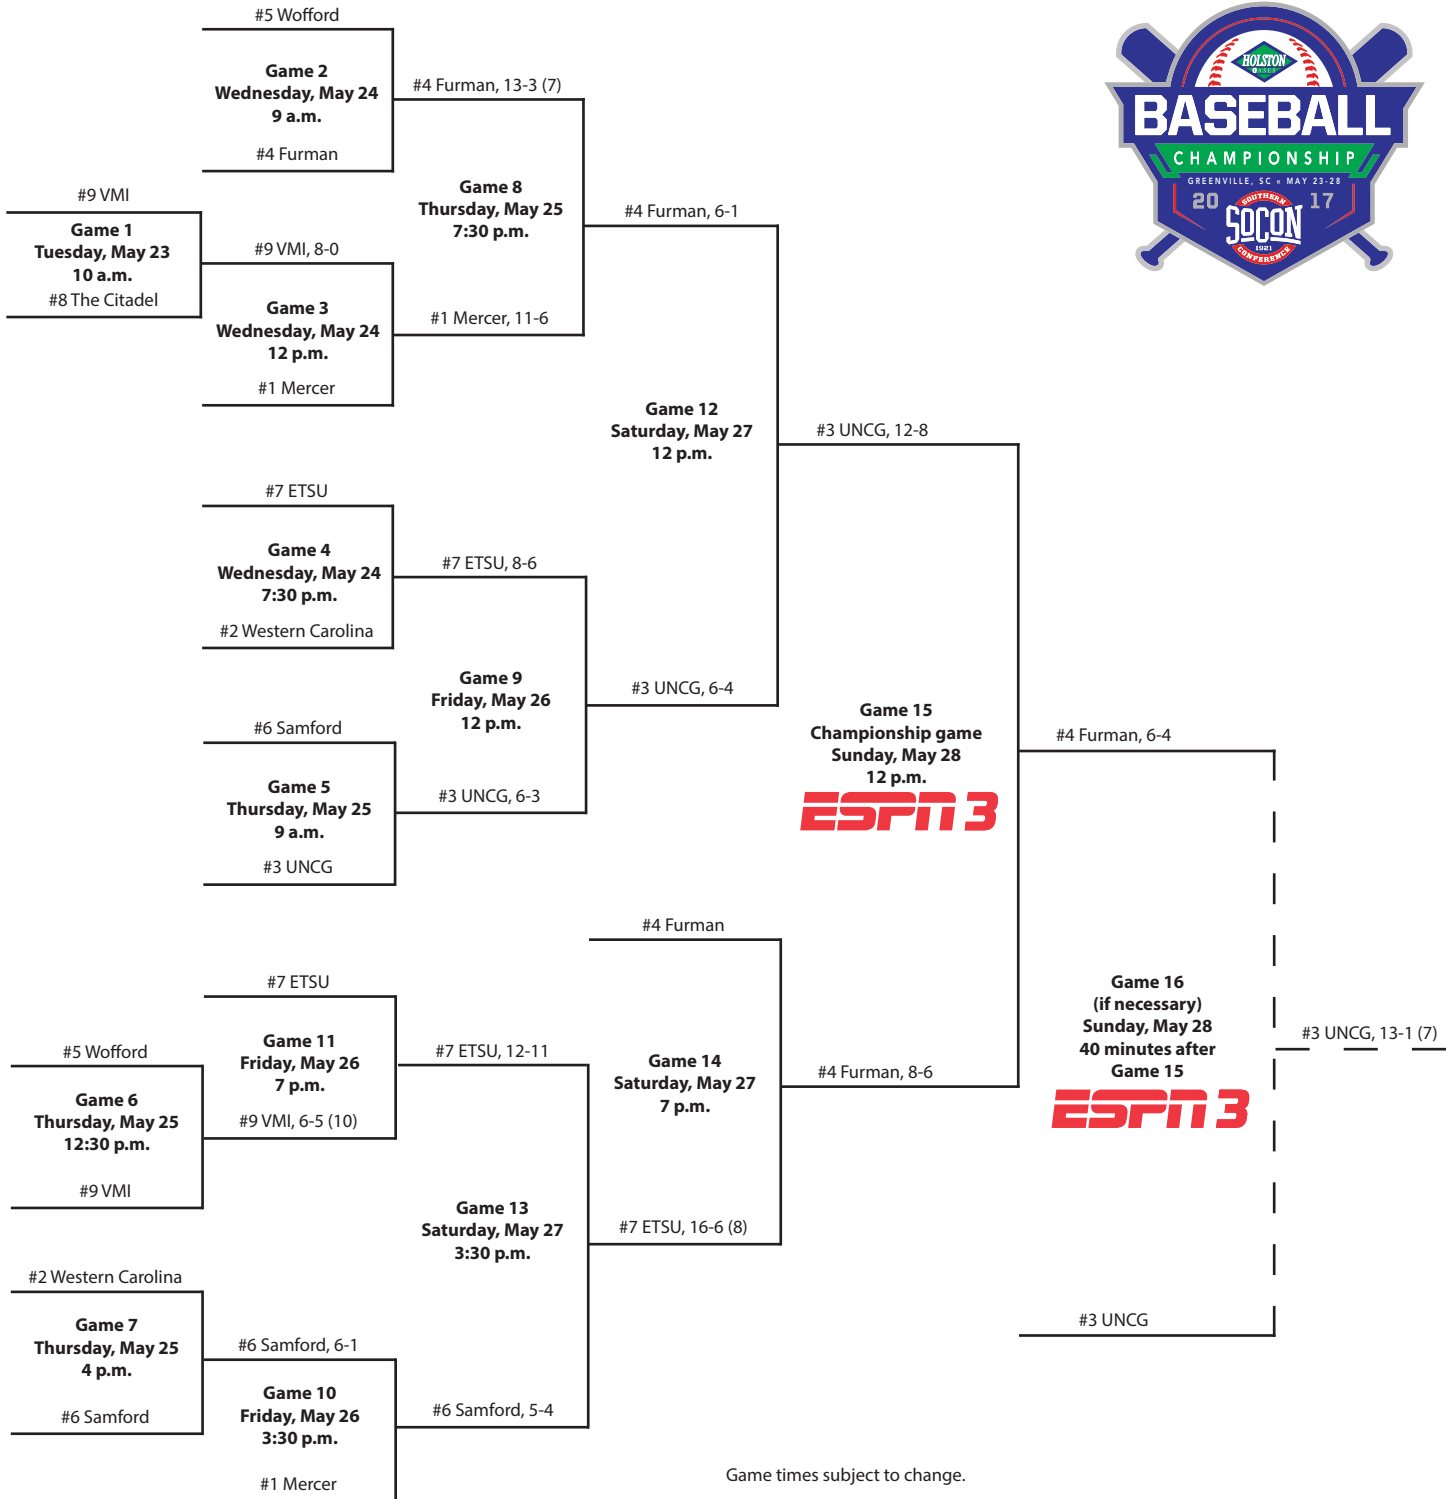 #5 Wofford
Game 2
Wednesday, May 24
9 a.m.
#4 Furman
#4 Furman, 13-3 (7)
HOLSTON
GASES
BASEBALL
CHAMPIONSHIP
GREENVILLE, SC • MAY 23-28
20 17
SOUTHERN
SOCON
1921
CONFERENCE
#9 VMI
Game 1
Tuesday, May 23
10 a.m.
#8 The Citadel
#9 VMI, 8-0
Game 3
Wednesday, May 24
12 p.m.
#1 Mercer
Game 8
Thursday, May 25
7:30 p.m.
#1 Mercer, 11-6
#4 Furman, 6-1
Game 12
Saturday, May 27
12 p.m.
#3 UNCG, 12-8
#7 ETSU
Game 4
Wednesday, May 24
7:30 p.m.
#2 Western Carolina
#7 ETSU, 8-6
Game 9
Friday, May 26
12 p.m.
#3 UNCG, 6-4
#6 Samford
Game 5
Thursday, May 25
9 a.m.
#3 UNCG
#3 UNCG, 6-3
Game 15
Championship game
Sunday, May 28
12 p.m.
ESPN 3
#4 Furman, 6-4
#4 Furman
#7 ETSU
Game 11
Friday, May 26
7 p.m.
#9 VMI, 6-5 (10)
#5 Wofford
Game 6
Thursday, May 25
12:30 p.m.
#9 VMI
#7 ETSU, 12-11
Game 14
Saturday, May 27
7 p.m.
#4 Furman, 8-6
Game 16
(if necessary)
Sunday, May 28
40 minutes after
Game 15
ESPN 3
#3 UNCG, 13-1 (7)
Game 13
Saturday, May 27
3:30 p.m.
#7 ETSU, 16-6 (8)
#2 Western Carolina
Game 7
Thursday, May 25
4 p.m.
#6 Samford
#6 Samford, 6-1
Game 10
Friday, May 26
3:30 p.m.
#1 Mercer
#6 Samford, 5-4
#3 UNCG
Game times subject to change.